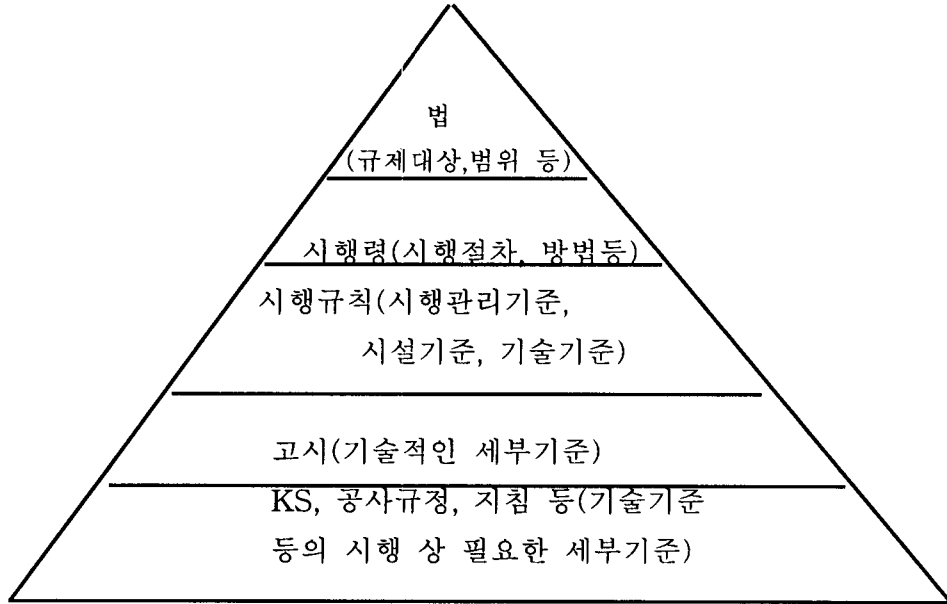 법
(규제대상,범위 등)
시행령(시행절차, 방법등)
시행규칙(시행관리기준,
시설기준, 기술기준)
고시(기술적인 세부기준)
KS, 공사규정, 지침 등(기술기준
등의 시행 상 필요한 세부기준)